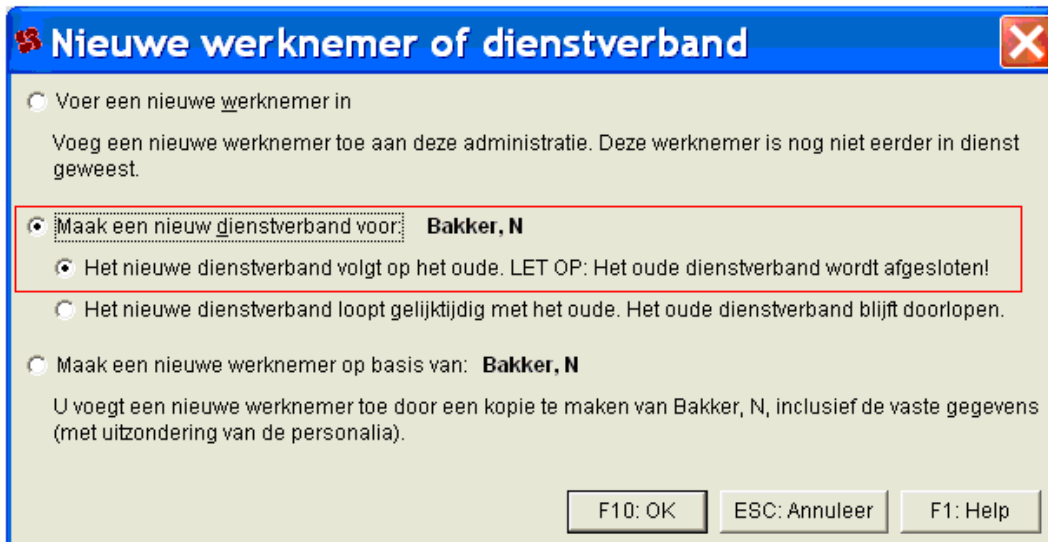 Nieuwe werknemer of dienstverband
Voer een nieuwe werknemer in
Voeg een nieuwe werknemer toe aan deze administratie. Deze werknemer is nog niet eerder in dienst
geweest.
Maak een nieuw dienstverband voor: Bakker, N
Het nieuwe dienstverband volgt op het oude. LET OP: Het oude dienstverband wordt afgesloten!
Het nieuwe dienstverband loopt gelijktijdig met het oude. Het oude dienstverband blijft doorlopen.
Maak een nieuwe werknemer op basis van: Bakker, N
U voegt een nieuwe werknemer toe door een kopie te maken van Bakker, N, inclusief de vaste gegevens
(met uitzondering van de personalia).
F10: OK ESC: Annuleer F1: Help